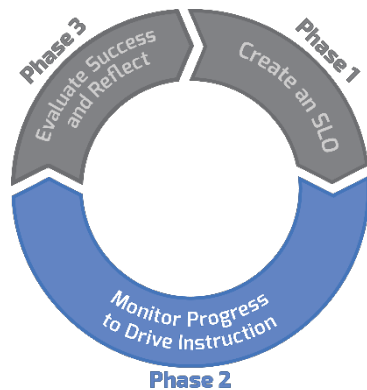 Phase 1
Create an SLO
Monitor Progress
to Drive Instruction
Phase 2
Phase 3
Evaluate Success
and Reflect